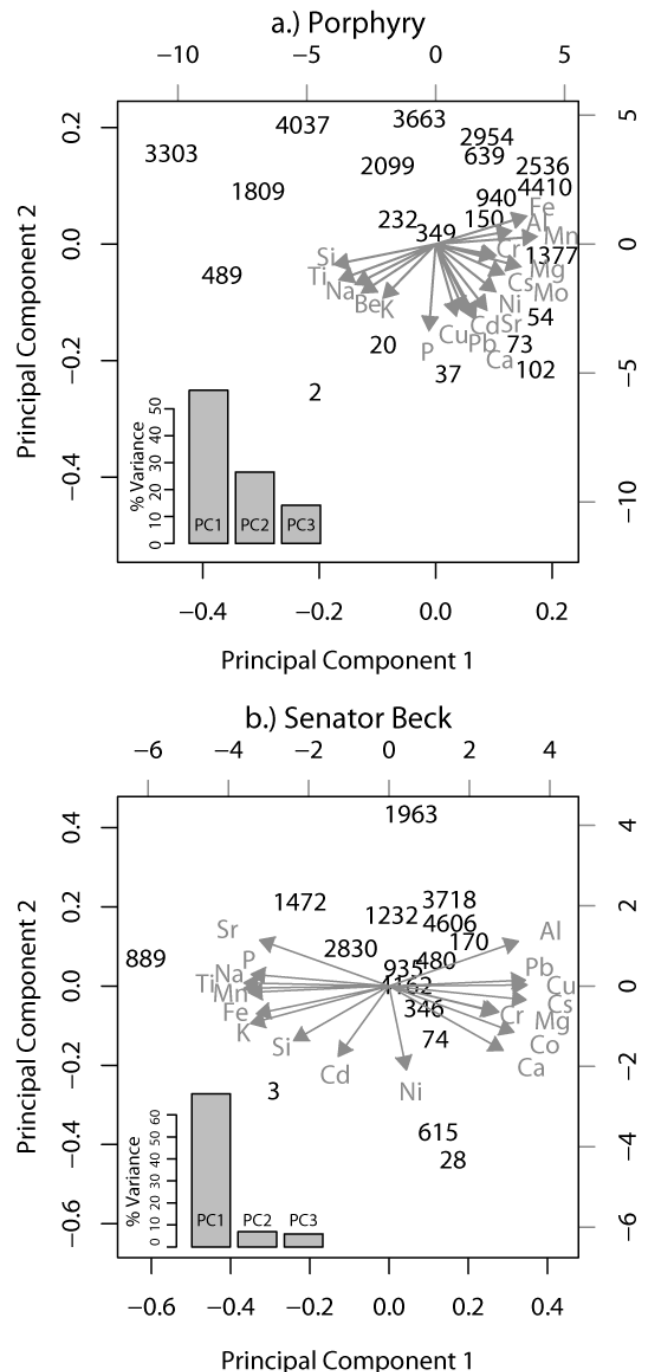 a.) Porphyry
−10 −5 0 5
4037 3663 2954
3303 2099 639 2536
1809 940 4410
232 150 Fe
349 Al
Mn
Si Cr 1377
489 Ti Mg
Na Cs Mo
Be K Ni
54
20 P Cu Cd Sr
Pb 73
Ca
2 37 102
Principal Component 2
0.2
0.0
−0.2
−0.4
5
0
−5
−10
% Variance
50
40
30
20
10
0
PC1 PC2 PC3
−0.4 −0.2 0.0 0.2
Principal Component 1
b.) Senator Beck
−6 −4 −2 0 2 4
1963
1472 3718
1232 4606
Sr 170 Al
889 P 2830 480
Na 935 Pb
Ti 4162 Cu
Mn Cs
Fe 346 Cr
K Mg
Si 74 Co
Cd Ca
3 Ni
615
28
Principal Component 2
0.4
0.2
0.0
−0.2
−0.4
−0.6
4
2
0
−2
−4
−6
% Variance
60
50
40
30
20
10
0
PC1 PC2 PC3
−0.6 −0.4 −0.2 0.0 0.2 0.4
Principal Component 1